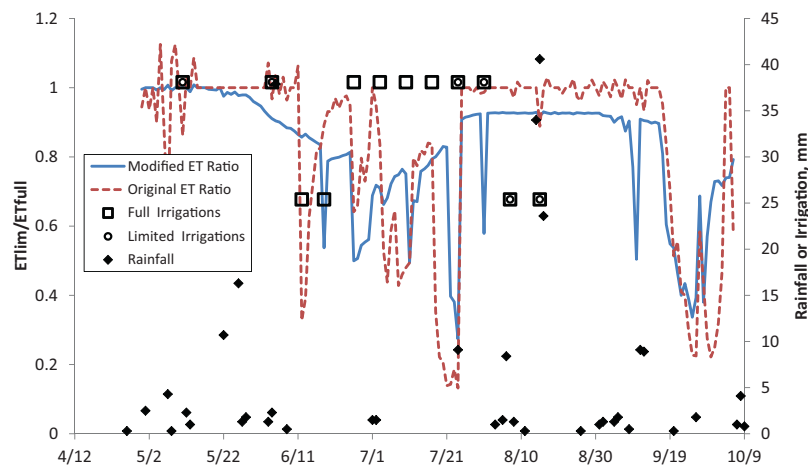 1.2
1
0.8
0.6
0.4
0.2
0
ETlim/ETfull
Modified ET Ratio
Original ET Ratio
Full Irrigations
Limited Irrigations
Rainfall
45
40
35
30
25
20
15
10
5
0
Rainfall or Irrigation, mm
4/12 5/2 5/22 6/11 7/1 7/21 8/10 8/30 9/19 10/9